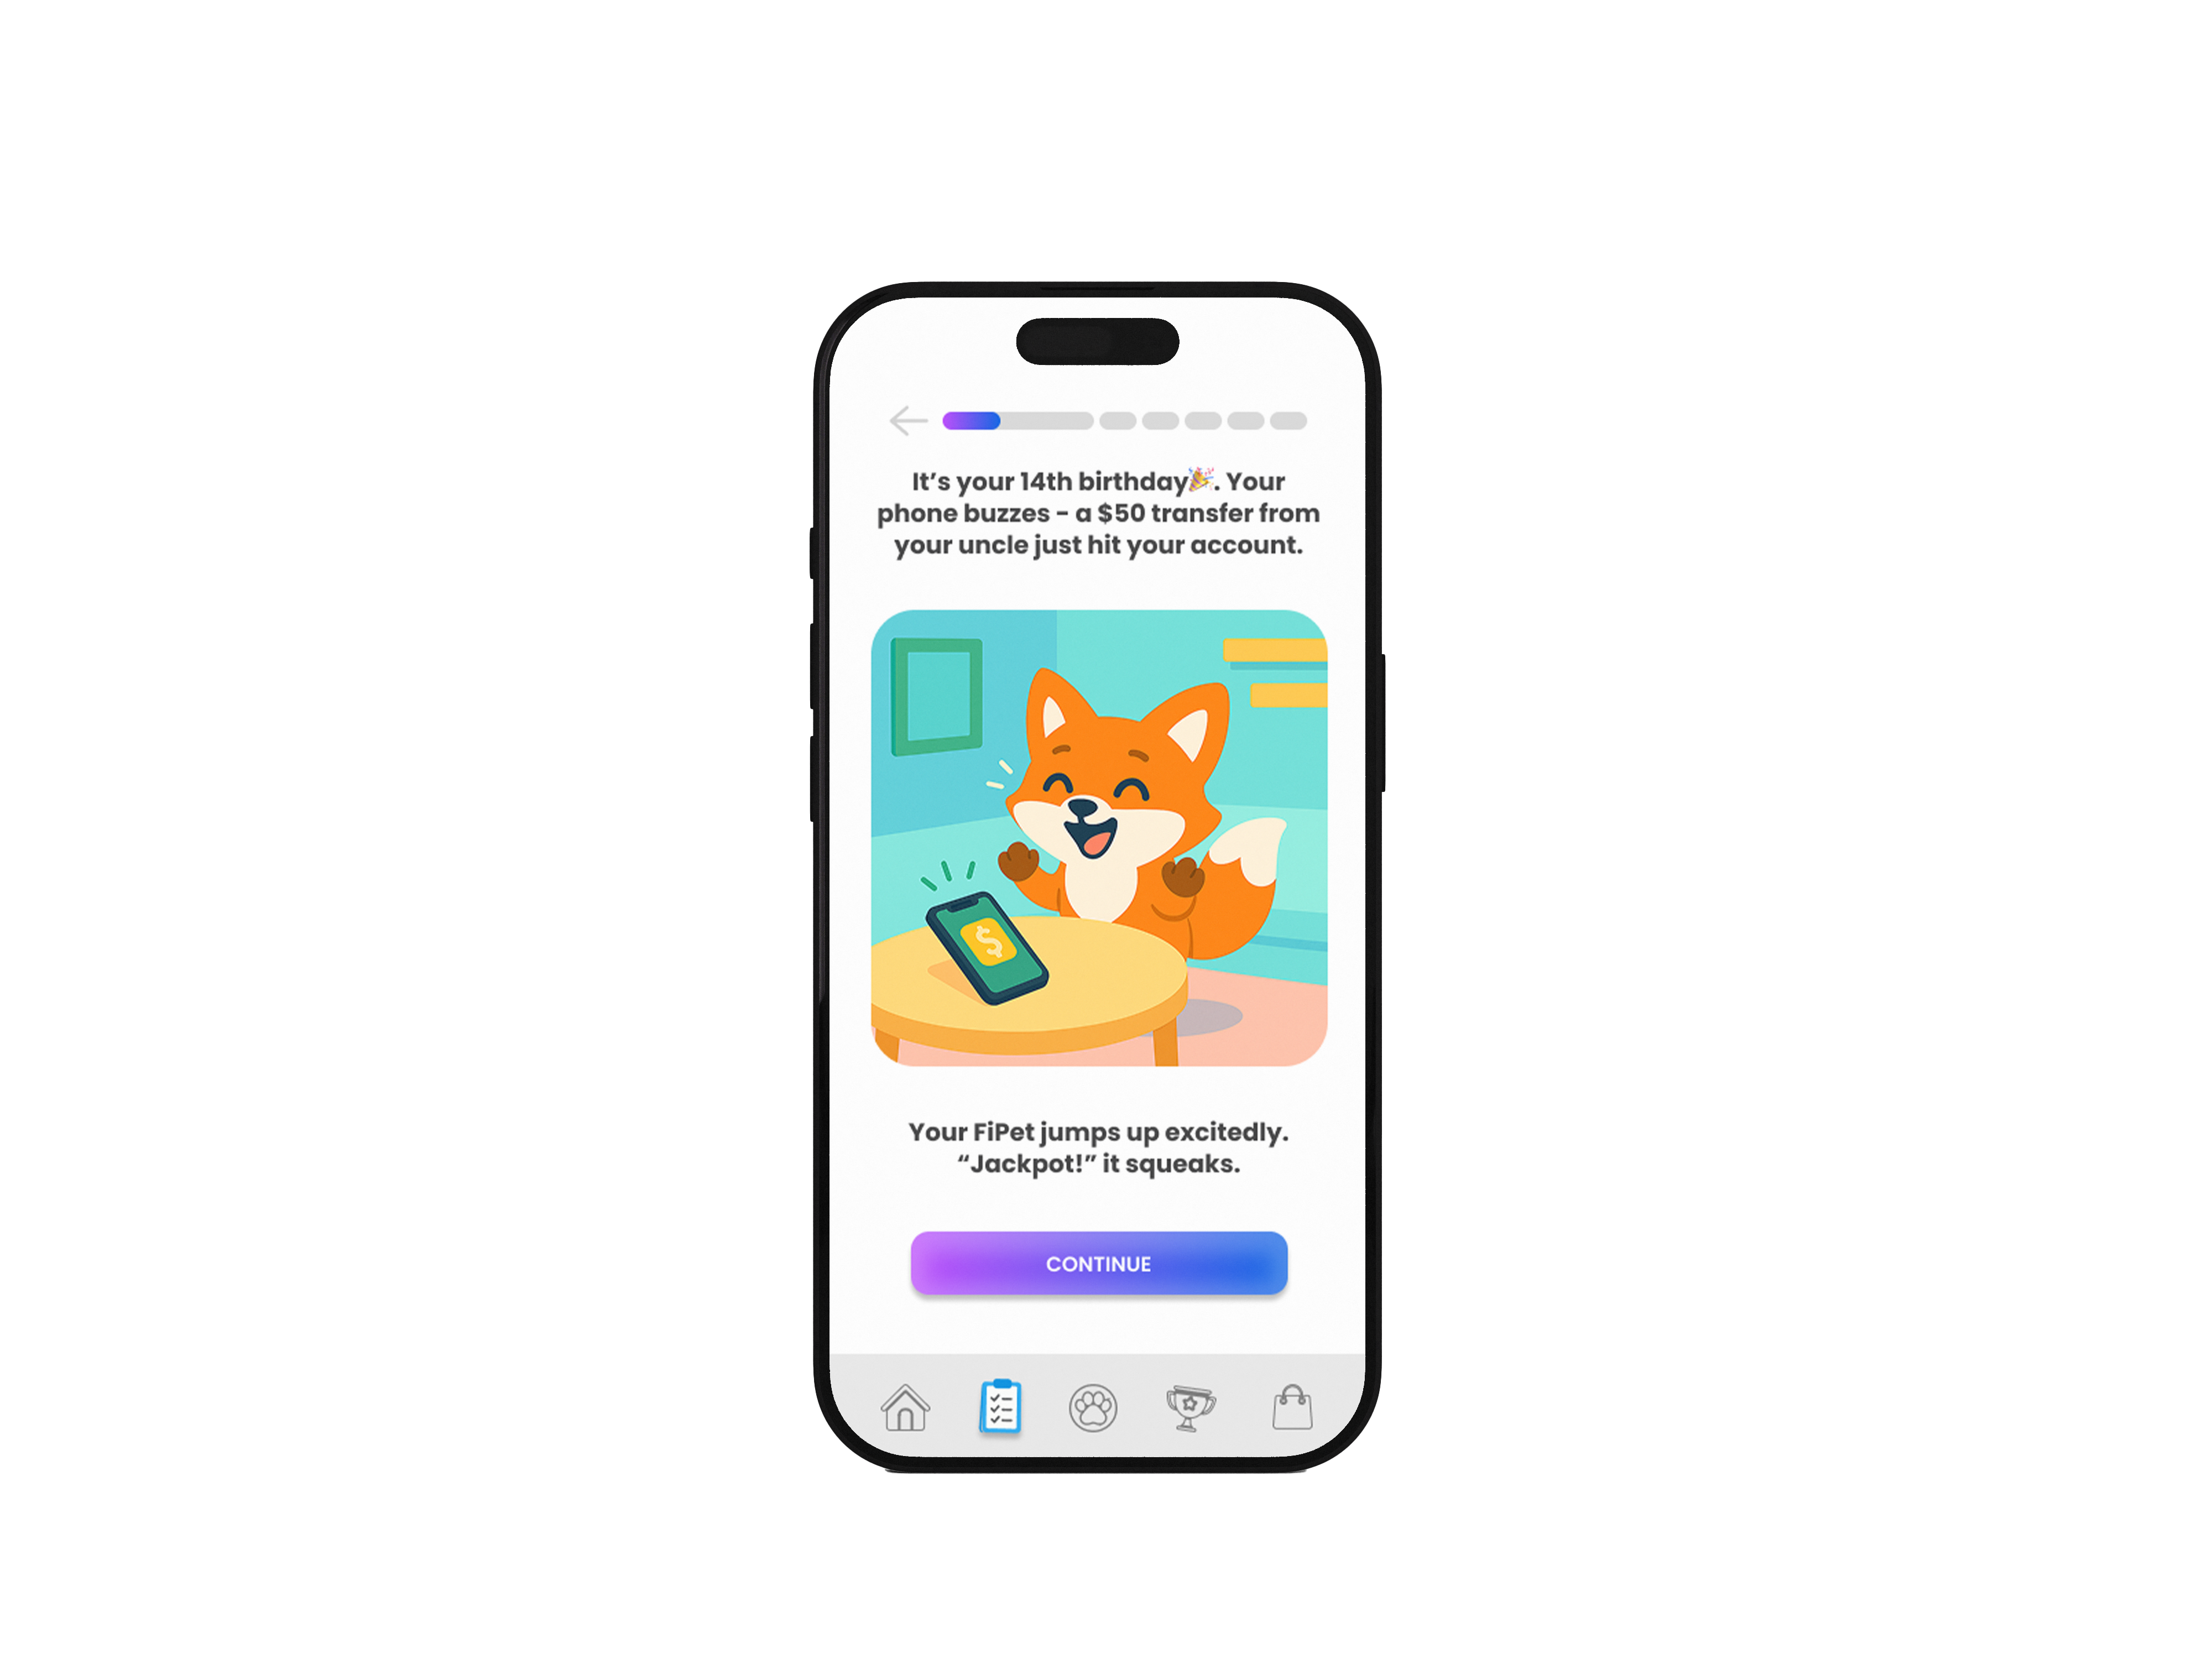 It’s your 14th birthday🎉. Your
phone buzzes - a $50 transfer from
your uncle just hit your account.
$
Your FiPet jumps up excitedly.
“Jackpot!” it squeaks.
CONTINUE